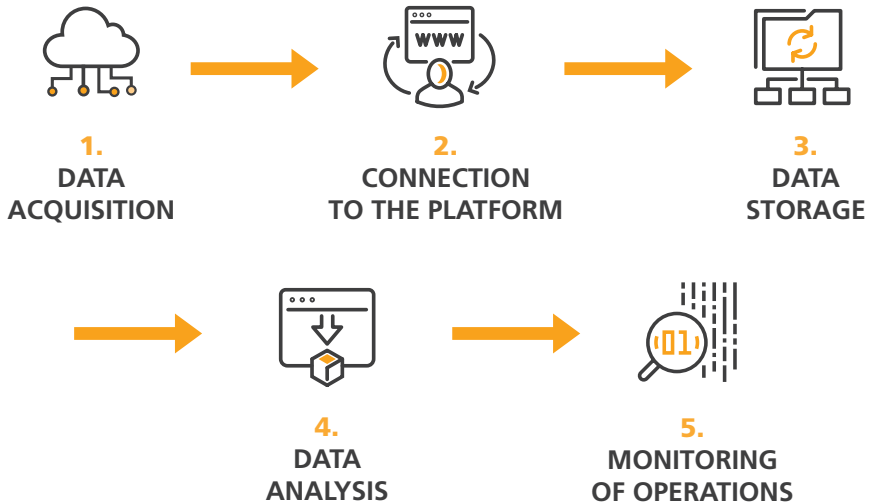 WWW
1.
DATA
ACQUISITION
2.
CONNECTION
TO THE PLATFORM
3.
DATA
STORAGE
4.
DATA
ANALYSIS
01
5.
MONITORING
OF OPERATIONS